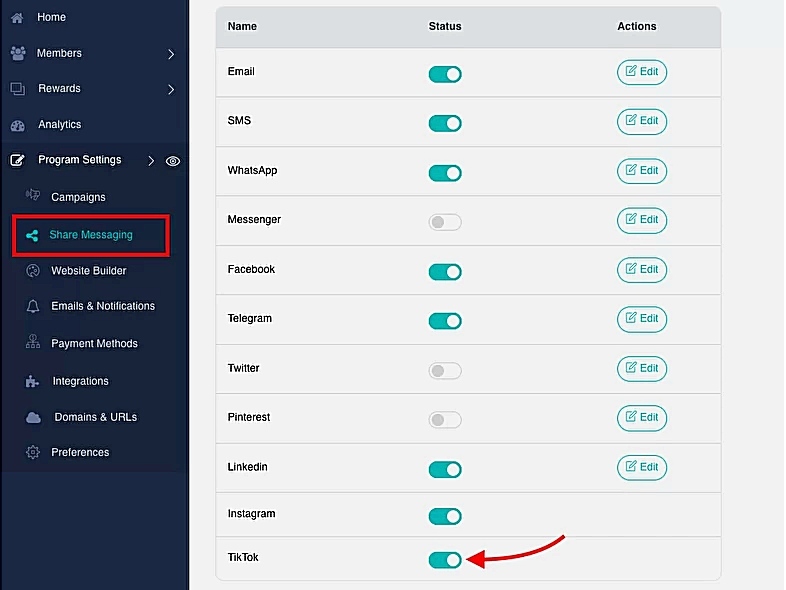 Home
Members
Rewards
Analytics
Program Settings
Campaigns
Share Messaging
Website Builder
Emails & Notifications
Payment Methods
Integrations
Domains & URLs
Preferences
Name Status Actions
Email Edit
SMS Edit
WhatsApp Edit
Messenger Edit
Facebook Edit
Telegram Edit
Twitter Edit
Pinterest Edit
Linkedin Edit
Instagram
TikTok